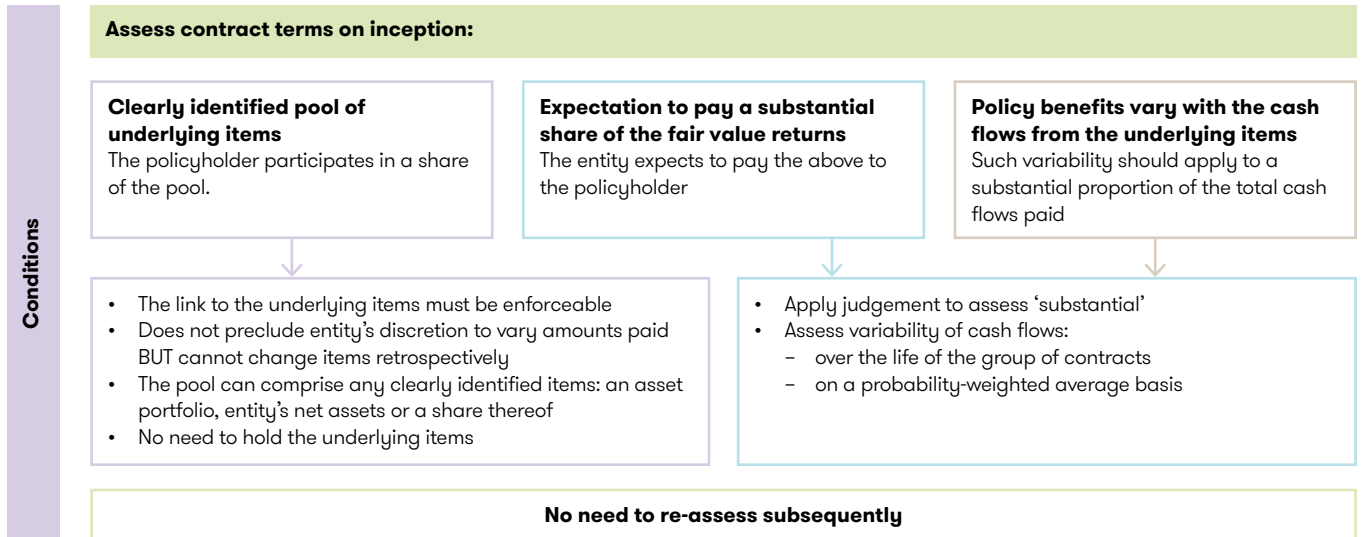 Conditions
Assess contract terms on inception:
Clearly identified pool of
underlying items
The policyholder participates in a share
of the pool.
Expectation to pay a substantial
share of the fair value returns
The entity expects to pay the above to
the policyholder
Policy benefits vary with the cash
flows from the underlying items
Such variability should apply to a
substantial proportion of the total cash
flows paid
• The link to the underlying items must be enforceable
• Does not preclude entity’s discretion to vary amounts paid
BUT cannot change items retrospectively
• The pool can comprise any clearly identified items: an asset
portfolio, entity’s net assets or a share thereof
• No need to hold the underlying items
• Apply judgement to assess ‘substantial’
• Assess variability of cash flows:
– over the life of the group of contracts
– on a probability-weighted average basis
No need to re-assess subsequently